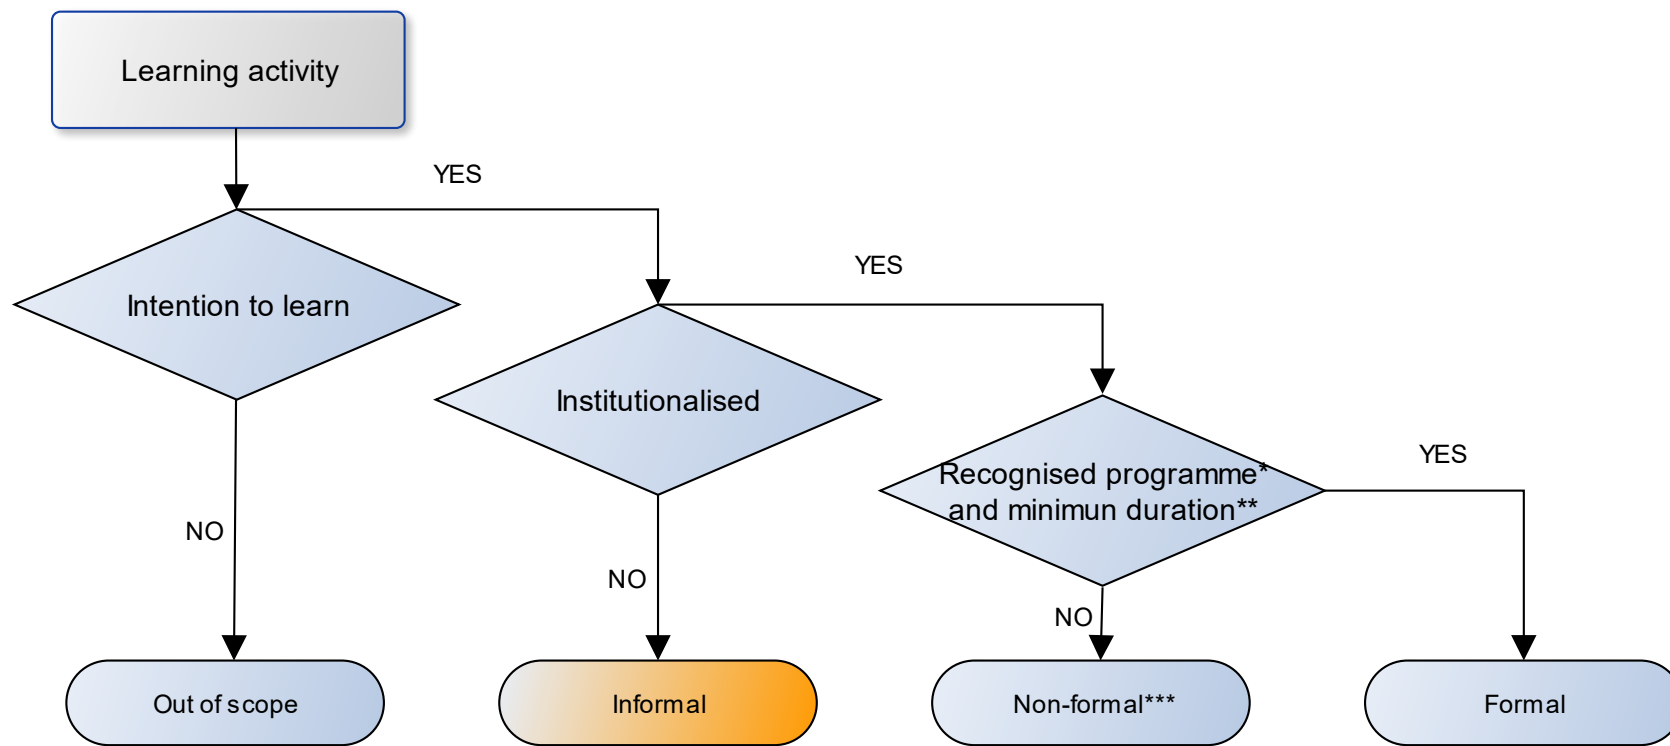 Learning activity
YES
YES
Intention to learn
Institutionalised
YES
Recognised programme*
and minimun duration**
NO
NO
NO
Out of scope
Informal
Non-formal***
Formal